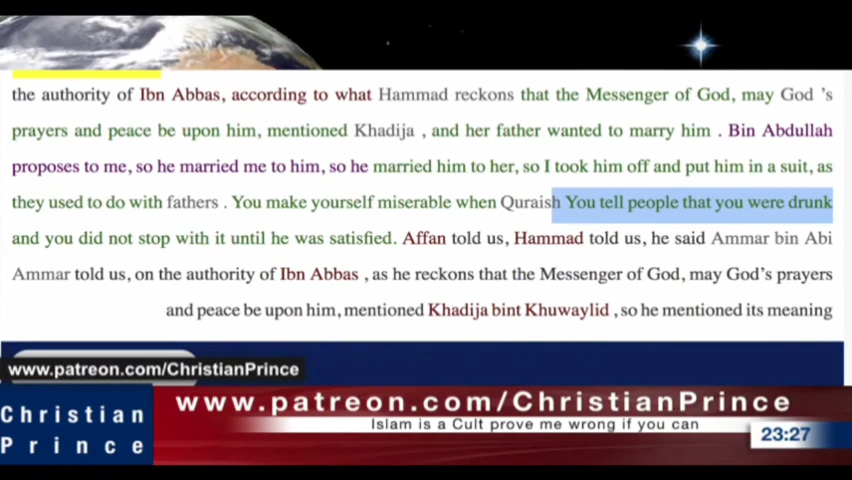 the authority of Ibn Abbas, according to what Hammad reckons that the Messenger of God, may God 's
prayers and peace be upon him, mentioned Khadija , and her father wanted to marry him . Bin Abdullah
proposes to me, so he married me to him, so he married him to her, so I took him off and put him in a suit, as
they used to do with fathers . You make yourself miserable when Quraish You tell people that you were drunk
and you did not stop with it until he was satisfied. Affan told us, Hammad told us, he said Ammar bin Abi
Ammar told us, on the authority of Ibn Abbas , as he reckons that the Messenger of God, may God's prayers
and peace be upon him, mentioned Khadija bint Khuwaylid , so he mentioned its meaning
www.patreon.com/ChristianPrince
Christian
Prince
www.patreon.com/ChristianPrince
Islam is a Cult prove me wrong if you can
23:27